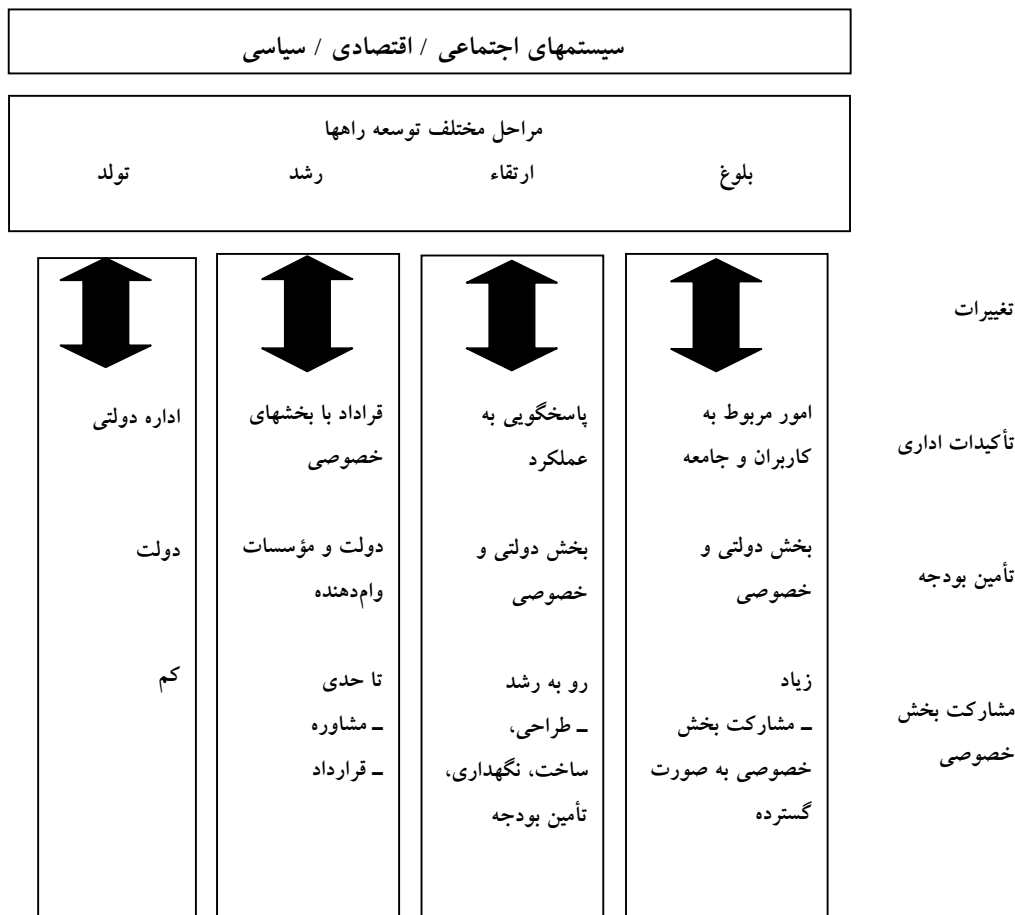 سیستمهای اجتماعی / اقتصادی / سیاسی
مراحل مختلف توسعه راهها
بلوغ
ارتقاء
رشد
تولد
تغییرات
تأکیدات اداری
امور مربوط به
کاربران و جامعه
پاسخگویی به
عملکرد
قراداد با بخشهای
خصوصی
اداره دولتی
تأمین بودجه
بخش دولتی و
خصوصی
بخش دولتی و
خصوصی
دولت و مؤسسات
وام‌دهنده
دولت
مشارکت بخش
خصوصی
زیاد
ـ مشارکت بخش
خصوصی به صورت
گسترده
رو به رشد
ـ طراحی،
ساخت، نگهداری،
تأمین بودجه
تا حدی
ـ مشاوره
ـ قرارداد
کم